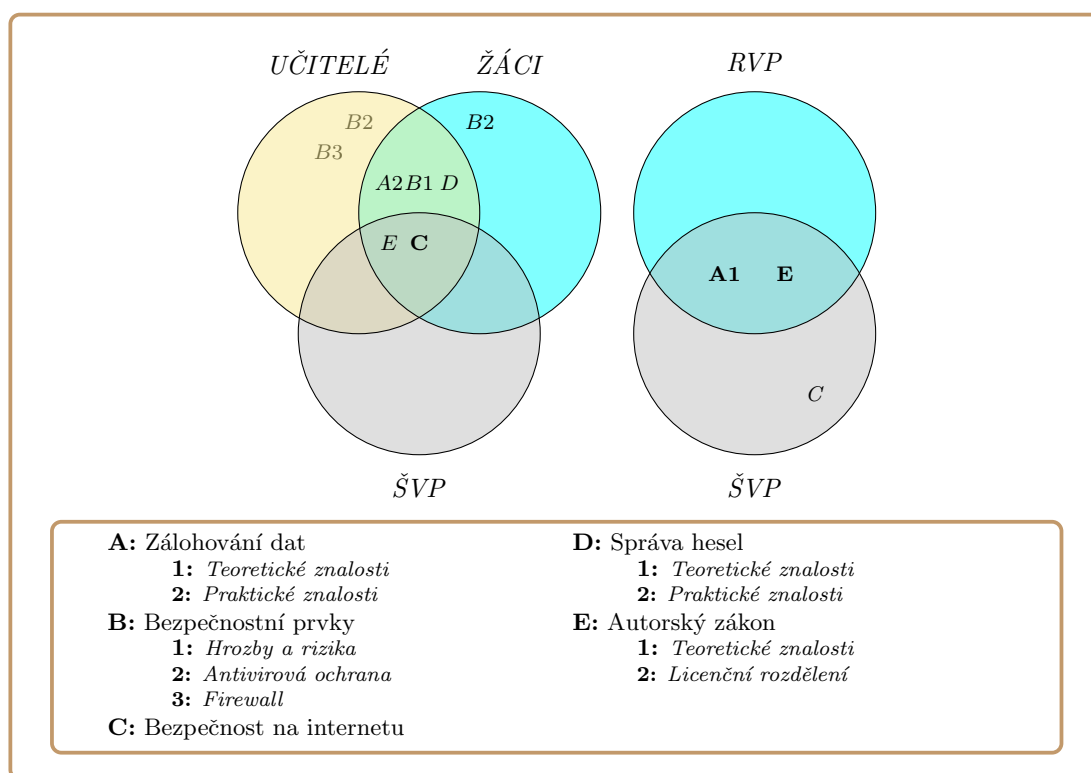 UČITELÉ ŽÁCI RVP
B2 B2
B3
A2 B1 D
E C
A1 E
C
ŠVP ŠVP
A: Zálohování dat
1: Teoretické znalosti
2: Praktické znalosti
B: Bezpečnostní prvky
1: Hrozby a rizika
2: Antivirová ochrana
3: Firewall
C: Bezpečnost na internetu
D: Správa hesel
1: Teoretické znalosti
2: Praktické znalosti
E: Autorský zákon
1: Teoretické znalosti
2: Licenční rozdělení